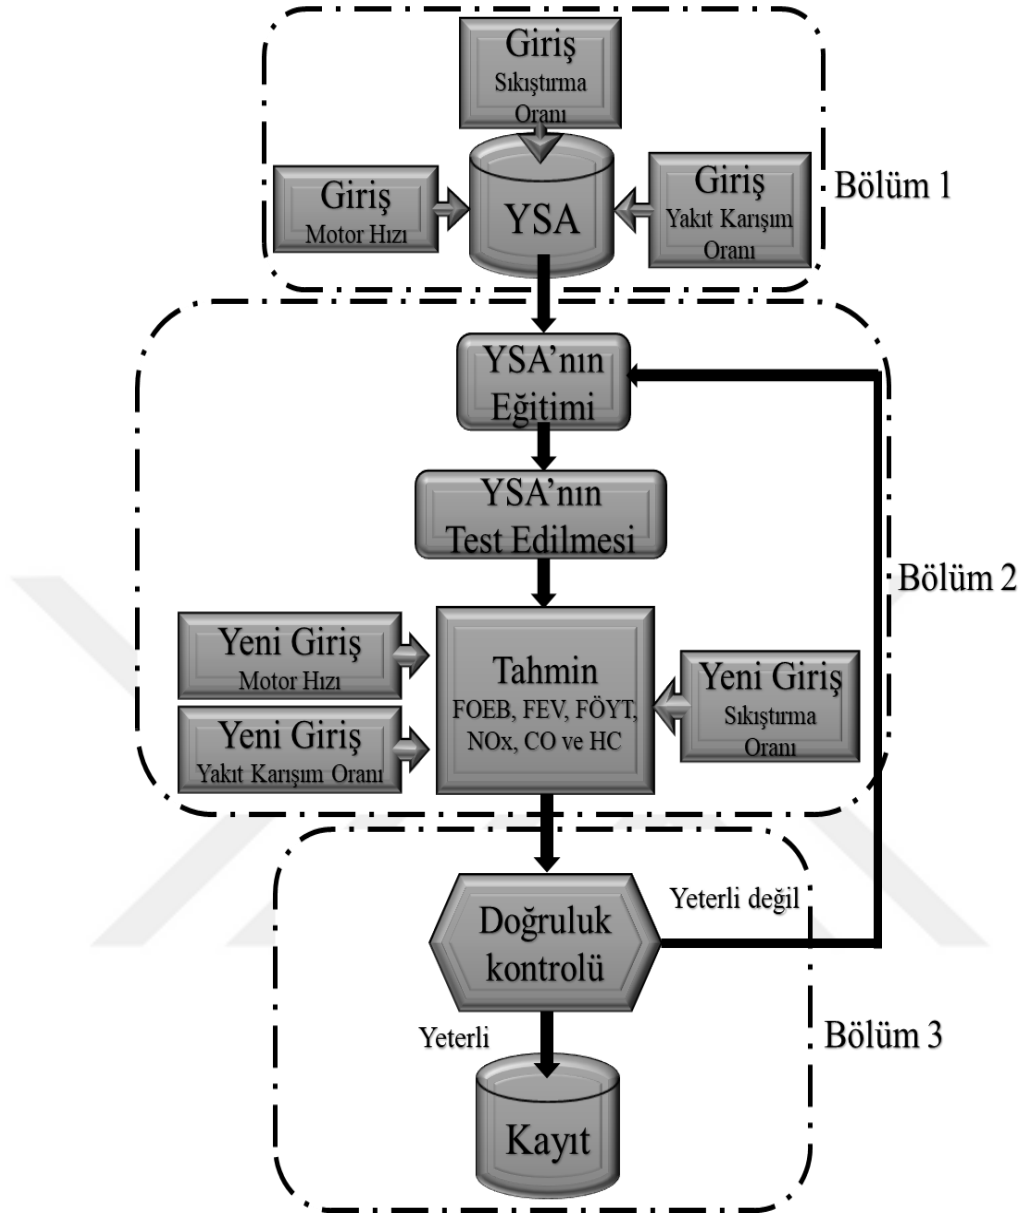 Giriş
Sıkıştırma
Oranı
Giriş
Motor Hızı
YSA
Giriş
Yakıt Karışım
Oranı
Bölüm 1
YSA’nın
Eğitimi
YSA’nın
Test Edilmesi
Bölüm 2
Yeni Giriş
Motor Hızı
Yeni Giriş
Yakıt Karışım Oranı
Tahmin
FOEB, FEV, FÖYT,
NOx, CO ve HC
Yeni Giriş
Sıkıştırma
Oranı
Doğruluk
kontrolü
Yeterli değil
Yeterli
Bölüm 3
Kayıt